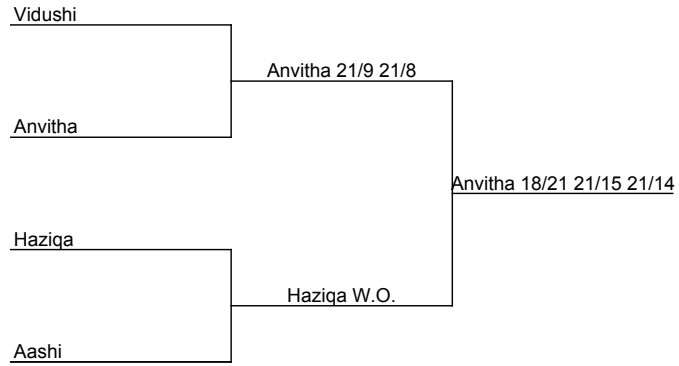 Vidushi
Anvitha 21/9 21/8
Anvitha
Anvitha 18/21 21/15 21/14
Haziqa
Haziqa W.O.
Aashi